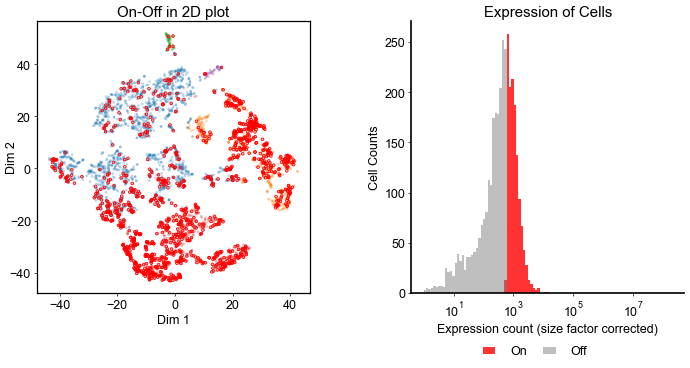 On-Off in 2D plot
Dim 2
40
20
0
−20
−40
−40 −20 0 20 40
Dim 1
Expression of Cells
Cell Counts
250
200
150
100
50
0
10^1 10^3 10^5 10^7
Expression count (size factor corrected)
On Off